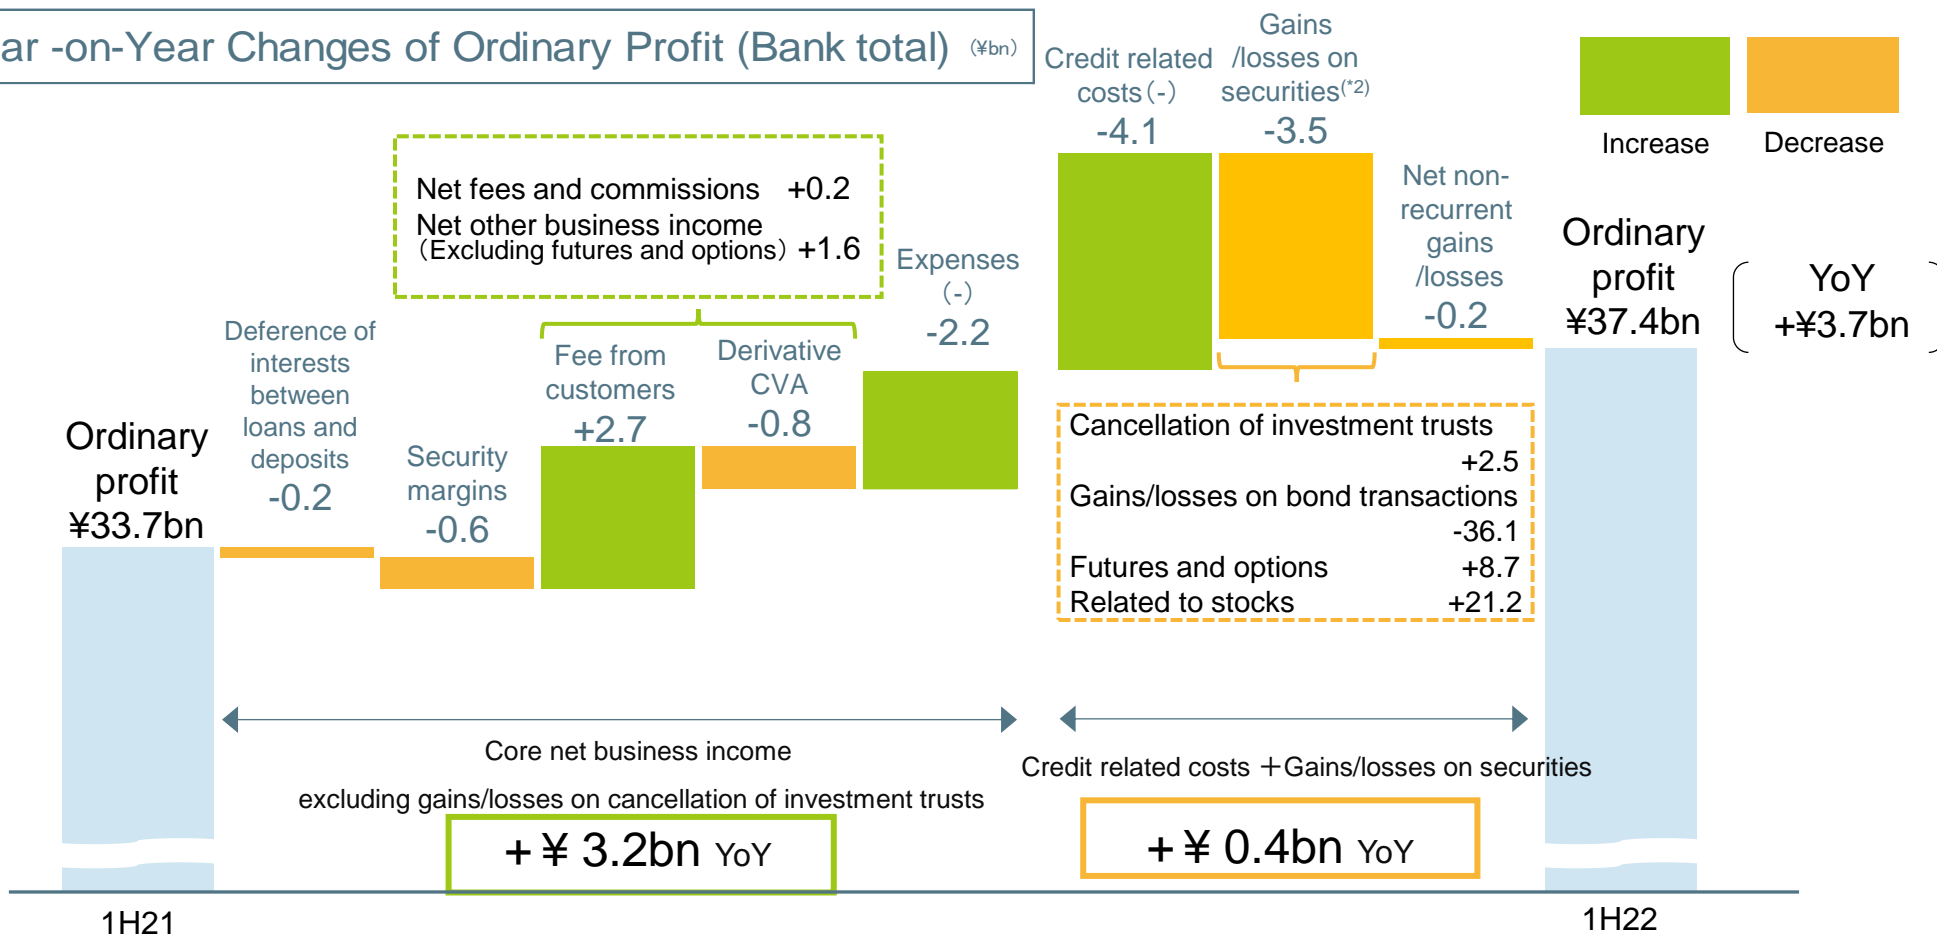 ar -on-Year Changes of Ordinary Profit (Bank total) (¥bn)
Increase
Decrease
Ordinary
profit
¥33.7bn
Deference of
interests
between
loans and
deposits
-0.2
Security
margins
-0.6
Net fees and commissions +0.2
Net other business income
(Excluding futures and options) +1.6
Fee from
customers
+2.7
Derivative
CVA
-0.8
Expenses
(-)
-2.2
Credit related
costs(-)
-4.1
Gains
/losses on
securities(*2)
-3.5
Cancellation of investment trusts
+2.5
Gains/losses on bond transactions
-36.1
Futures and options +8.7
Related to stocks +21.2
Net non-
recurrent
gains
/losses
-0.2
Ordinary
profit
¥37.4bn
YoY
+¥3.7bn
Core net business income
excluding gains/losses on cancellation of investment trusts
+¥ 3.2bn YoY
Credit related costs +Gains/losses on securities
+¥ 0.4bn YoY
1H21
1H22